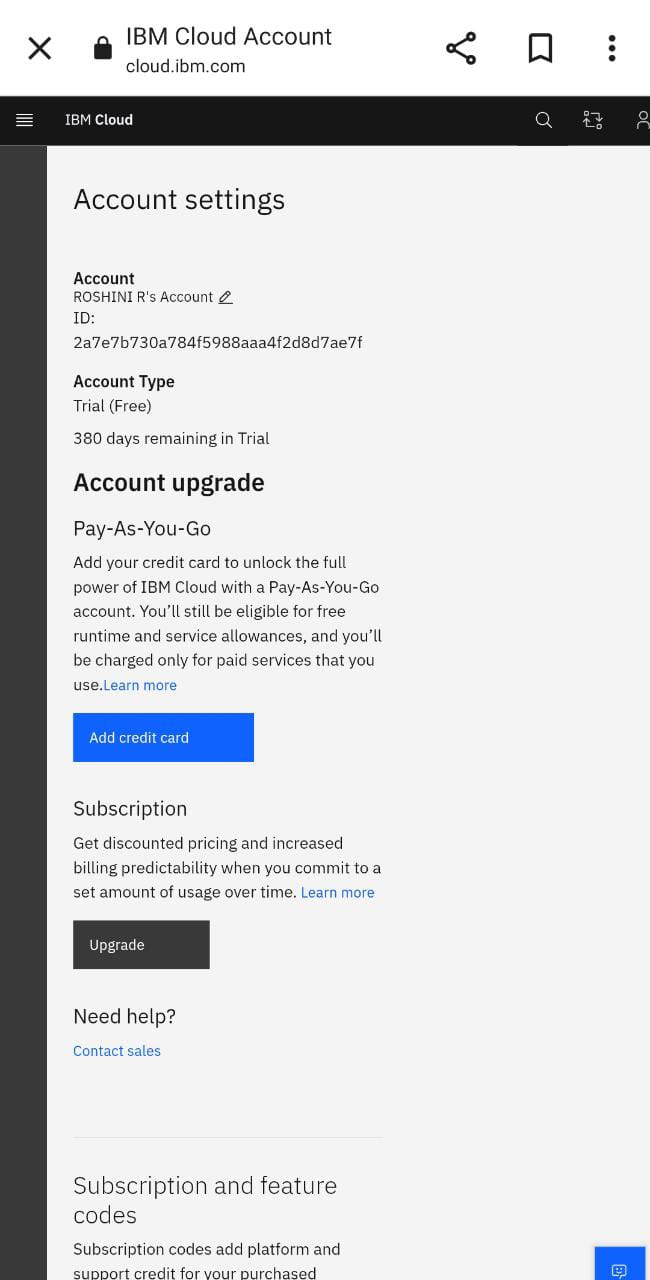 IBM Cloud Account
cloud.ibm.com
IBM Cloud
Account settings
Account
ROSHINI R's Account
ID:
2a7e7b730a784f5988aaa4f2d8d7ae7f
Account Type
Trial (Free)
380 days remaining in Trial
Account upgrade
Pay-As-You-Go
Add your credit card to unlock the full
power of IBM Cloud with a Pay-As-You-Go
account. You’ll still be eligible for free
runtime and service allowances, and you’ll
be charged only for paid services that you
use.Learn more
Add credit card
Subscription
Get discounted pricing and increased
billing predictability when you commit to a
set amount of usage over time. Learn more
Upgrade
Need help?
Contact sales
Subscription and feature
codes
Subscription codes add platform and
support credit for your purchased